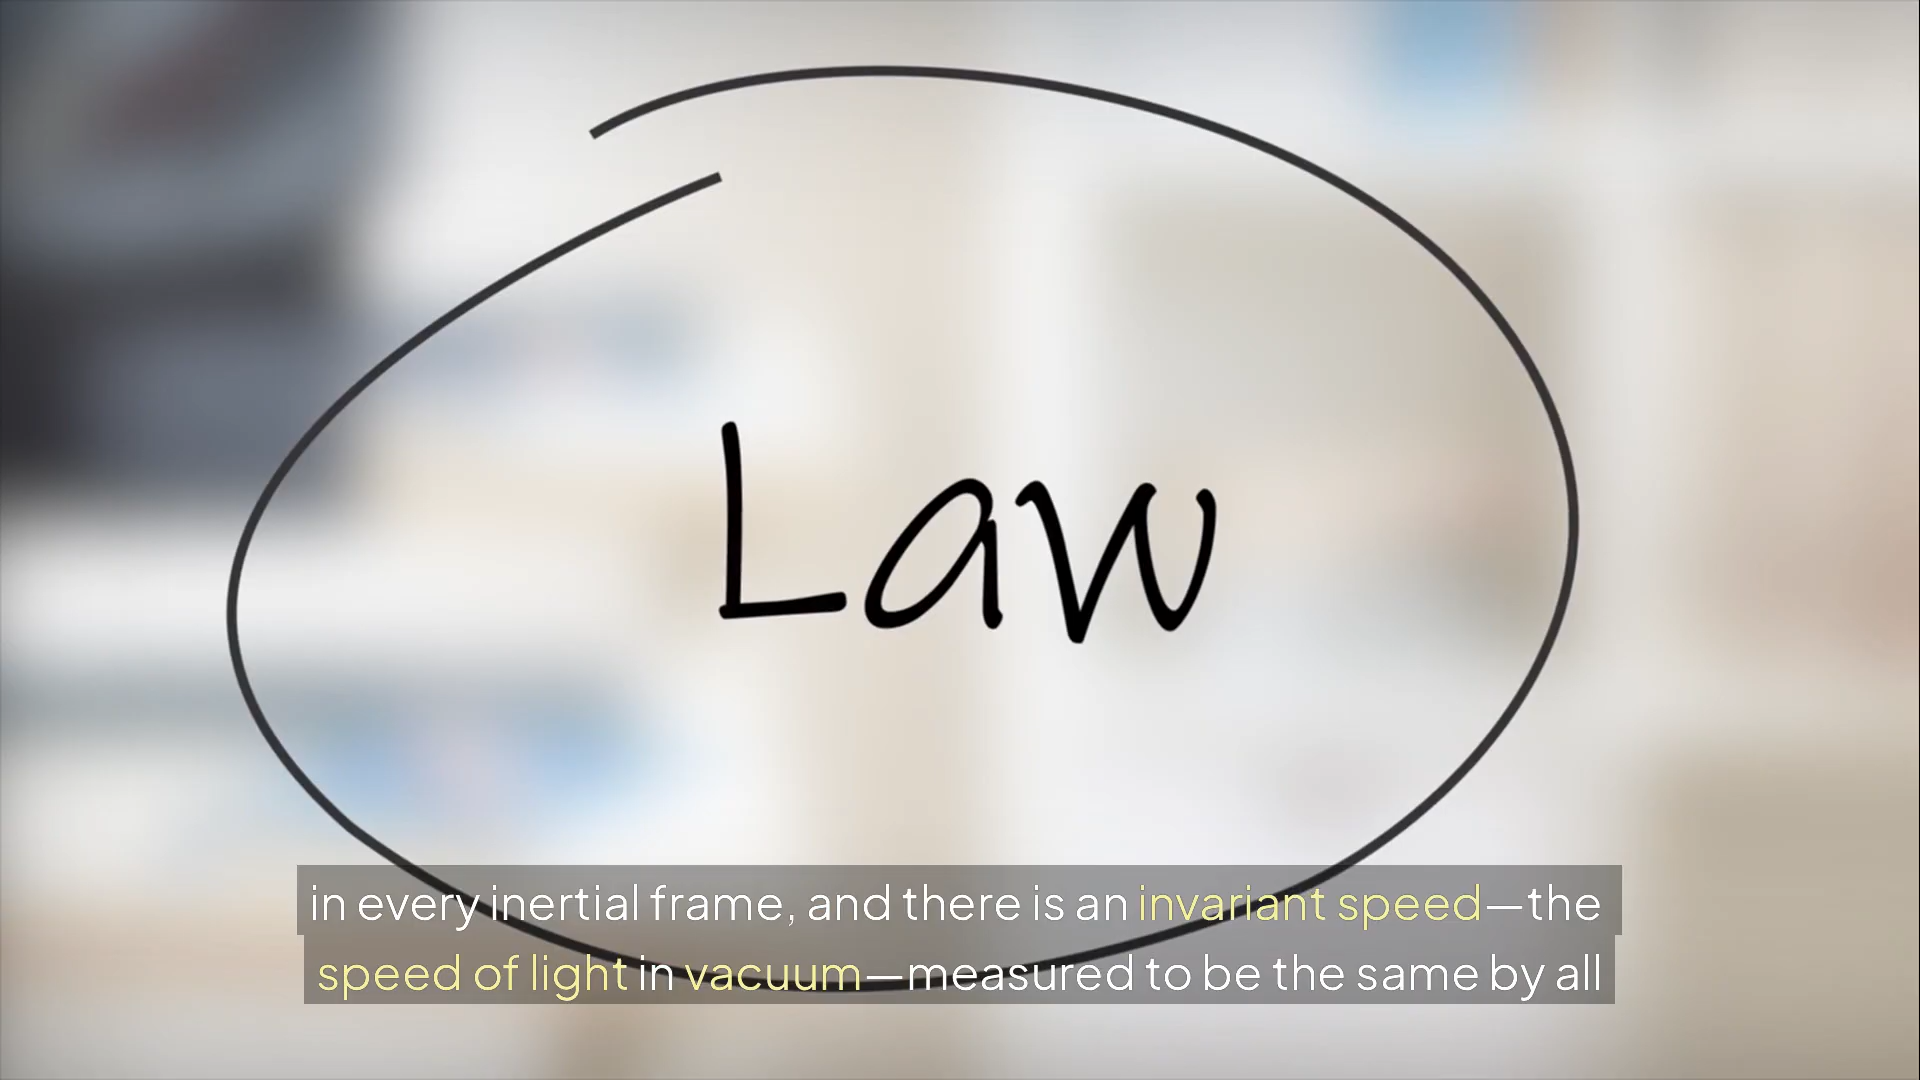 Law
in every inertial frame, and there is an invariant speed—the
speed of light in vacuum—measured to be the same by all